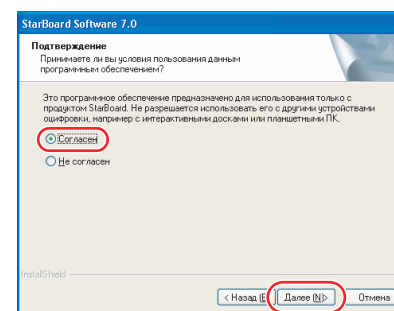 StarBoard Software 7.0
Подтверждение
Принимаете ли вы условия пользования данным
программным обеспечением?
Это программное обеспечение предназначено для использования только с
продуктом StarBoard. Не разрешается использовать его с другими устройствами
оцифровки, например с интерактивными досками или планшетными ПК.
Согласен
Не согласен
InstallShield
< Назад (B Далее (N)> Отмена